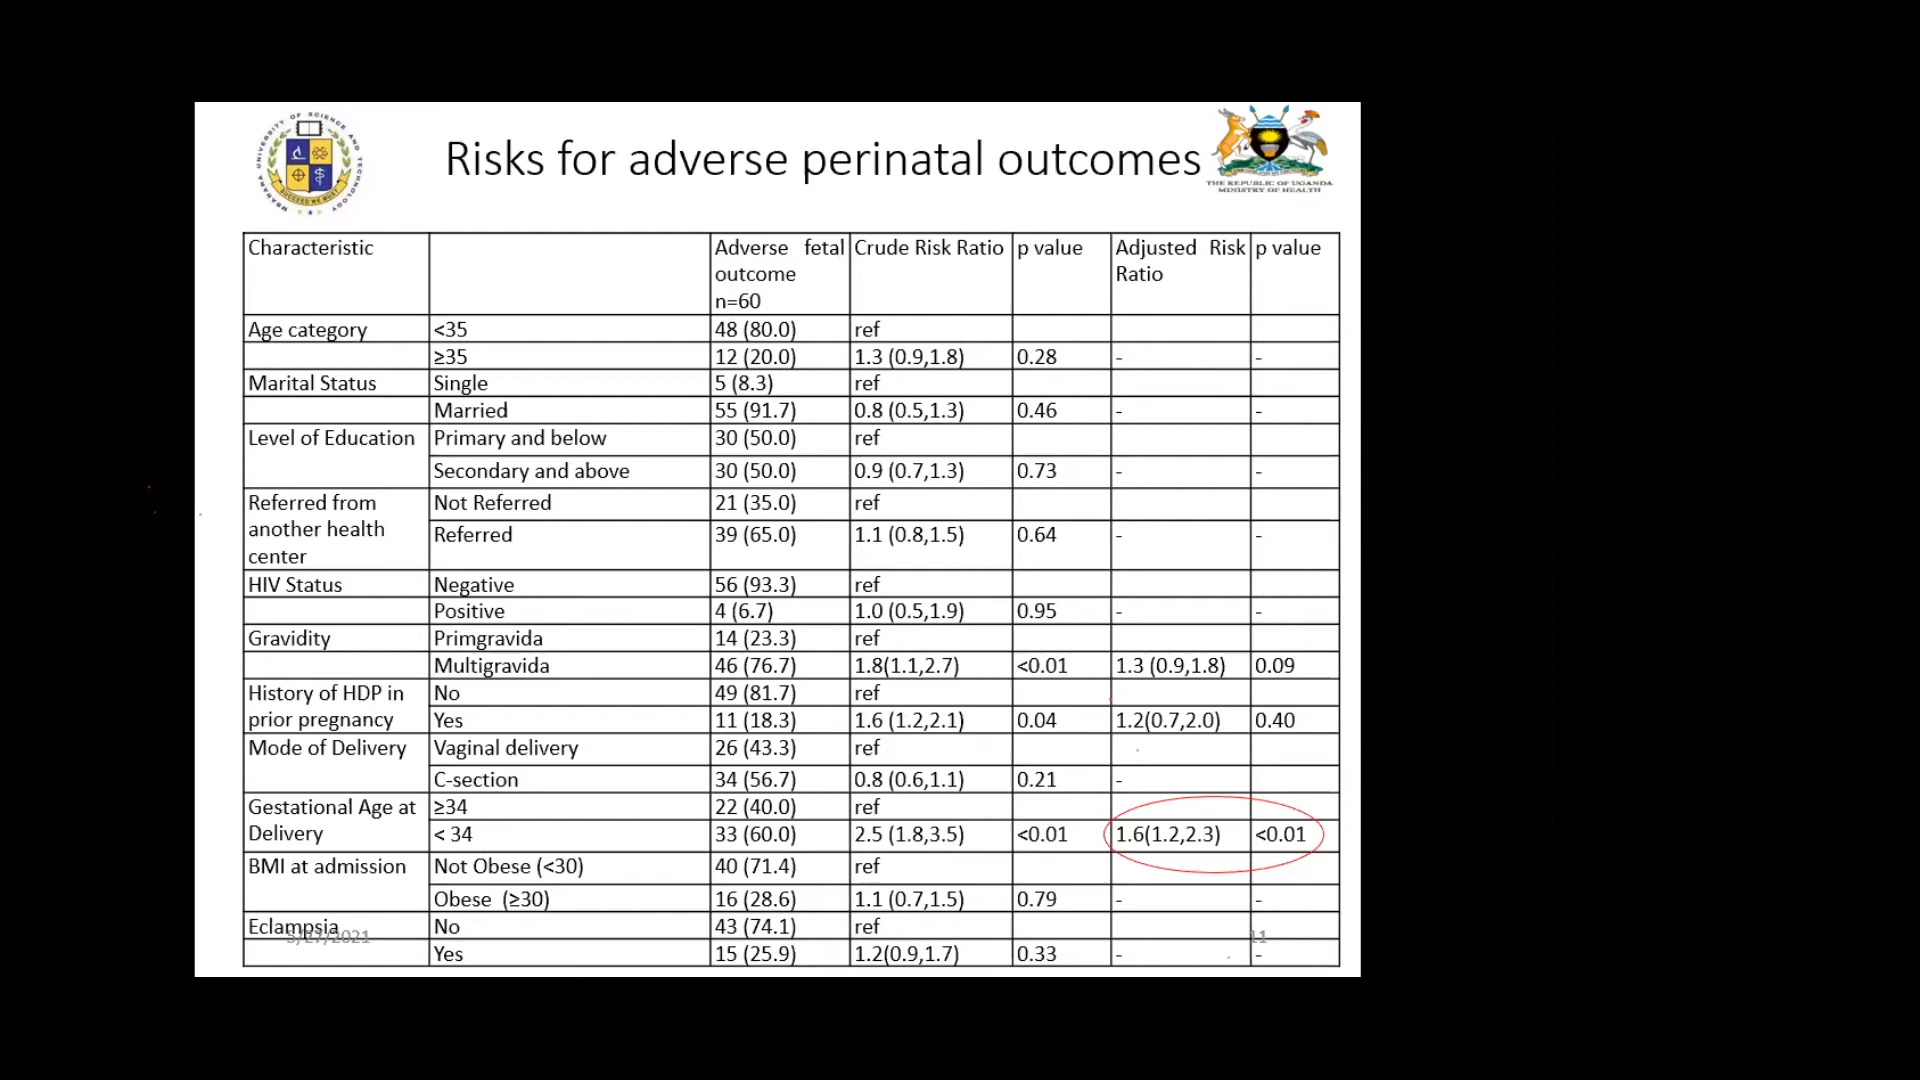 MBARARA UNIVERSITY OF SCIENCE AND TECHNOLOGY
SUCCEED WE MUST
Risks for adverse perinatal outcomes
THE REPUBLIC OF UGANDA
MINISTRY OF HEALTH
Characteristic Adverse fetal outcome n=60 Crude Risk Ratio p value Adjusted Risk Ratio p value
Age category <35 48 (80.0) ref
≥35 12 (20.0) 1.3 (0.9,1.8) 0.28 - -
Marital Status Single 5 (8.3) ref
Married 55 (91.7) 0.8 (0.5,1.3) 0.46 - -
Level of Education Primary and below 30 (50.0) ref
Secondary and above 30 (50.0) 0.9 (0.7,1.3) 0.73 - -
Referred from another health center Not Referred 21 (35.0) ref
Referred 39 (65.0) 1.1 (0.8,1.5) 0.64 - -
HIV Status Negative 56 (93.3) ref
Positive 4 (6.7) 1.0 (0.5,1.9) 0.95 - -
Gravidity Primgravida 14 (23.3) ref
Multigravida 46 (76.7) 1.8(1.1,2.7) <0.01 1.3 (0.9,1.8) 0.09
History of HDP in prior pregnancy No 49 (81.7) ref
Yes 11 (18.3) 1.6 (1.2,2.1) 0.04 1.2(0.7,2.0) 0.40
Mode of Delivery Vaginal delivery 26 (43.3) ref
C-section 34 (56.7) 0.8 (0.6,1.1) 0.21 -
Gestational Age at Delivery ≥34 22 (40.0) ref
< 34 33 (60.0) 2.5 (1.8,3.5) <0.01 1.6(1.2,2.3) <0.01
BMI at admission Not Obese (<30) 40 (71.4) ref
Obese (≥30) 16 (28.6) 1.1 (0.7,1.5) 0.79 - -
Eclampsia No 43 (74.1) ref
Yes 15 (25.9) 1.2(0.9,1.7) 0.33 - -
5/27/2021
11